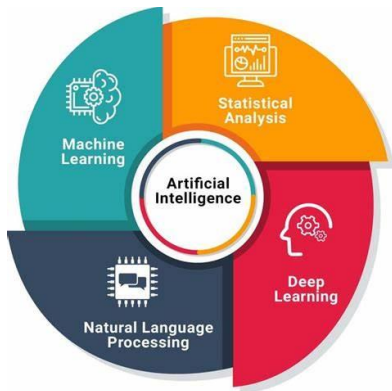 Statistical
Analysis
Machine
Learning
Artificial
Intelligence
Deep
Learning
Natural Language
Processing